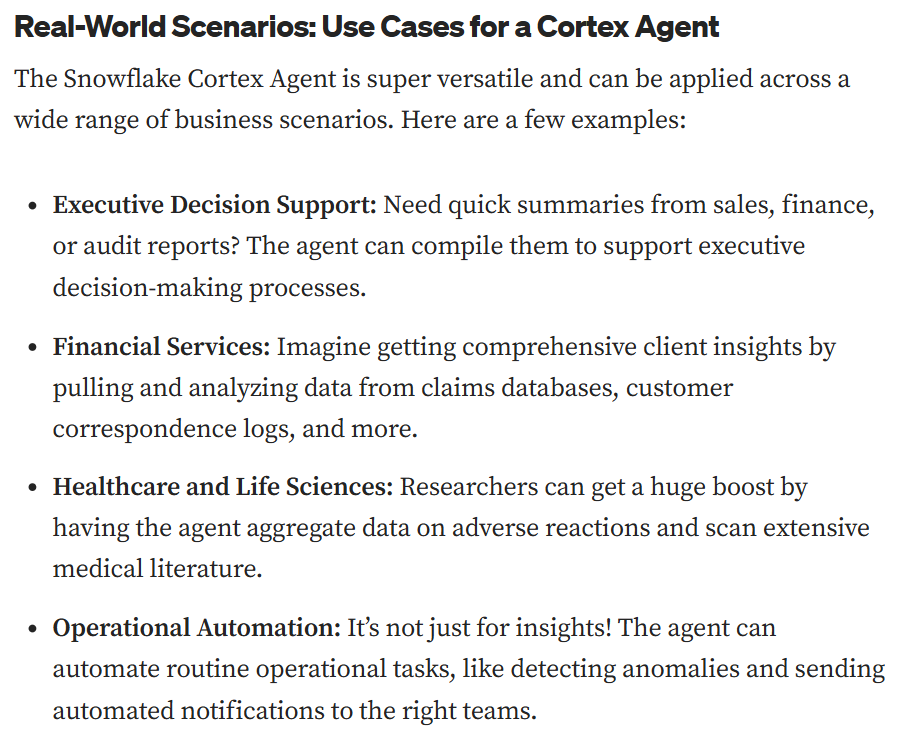 Real-World Scenarios: Use Cases for a Cortex Agent
The Snowflake Cortex Agent is super versatile and can be applied across a
wide range of business scenarios. Here are a few examples:
• Executive Decision Support: Need quick summaries from sales, finance,
or audit reports? The agent can compile them to support executive
decision-making processes.
• Financial Services: Imagine getting comprehensive client insights by
pulling and analyzing data from claims databases, customer
correspondence logs, and more.
• Healthcare and Life Sciences: Researchers can get a huge boost by
having the agent aggregate data on adverse reactions and scan extensive
medical literature.
• Operational Automation: It’s not just for insights! The agent can
automate routine operational tasks, like detecting anomalies and sending
automated notifications to the right teams.